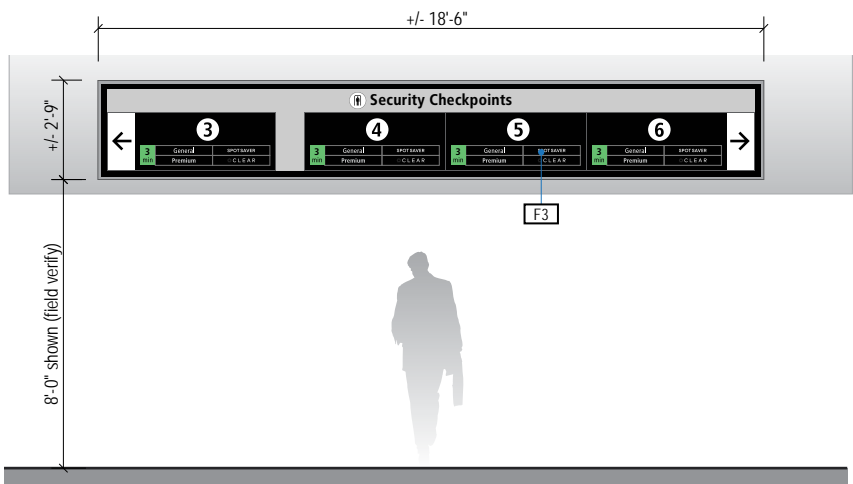 +/- 18'-6"
+/- 2'-9"
Security Checkpoints
← 3 4 5 6 →
3 min General SPOT SAVER Premium CLEAR
3 min General SPOT SAVER Premium CLEAR
3 min General SPOT SAVER Premium CLEAR
3 min General SPOT SAVER Premium CLEAR
F3
8'-0" shown (field verify)